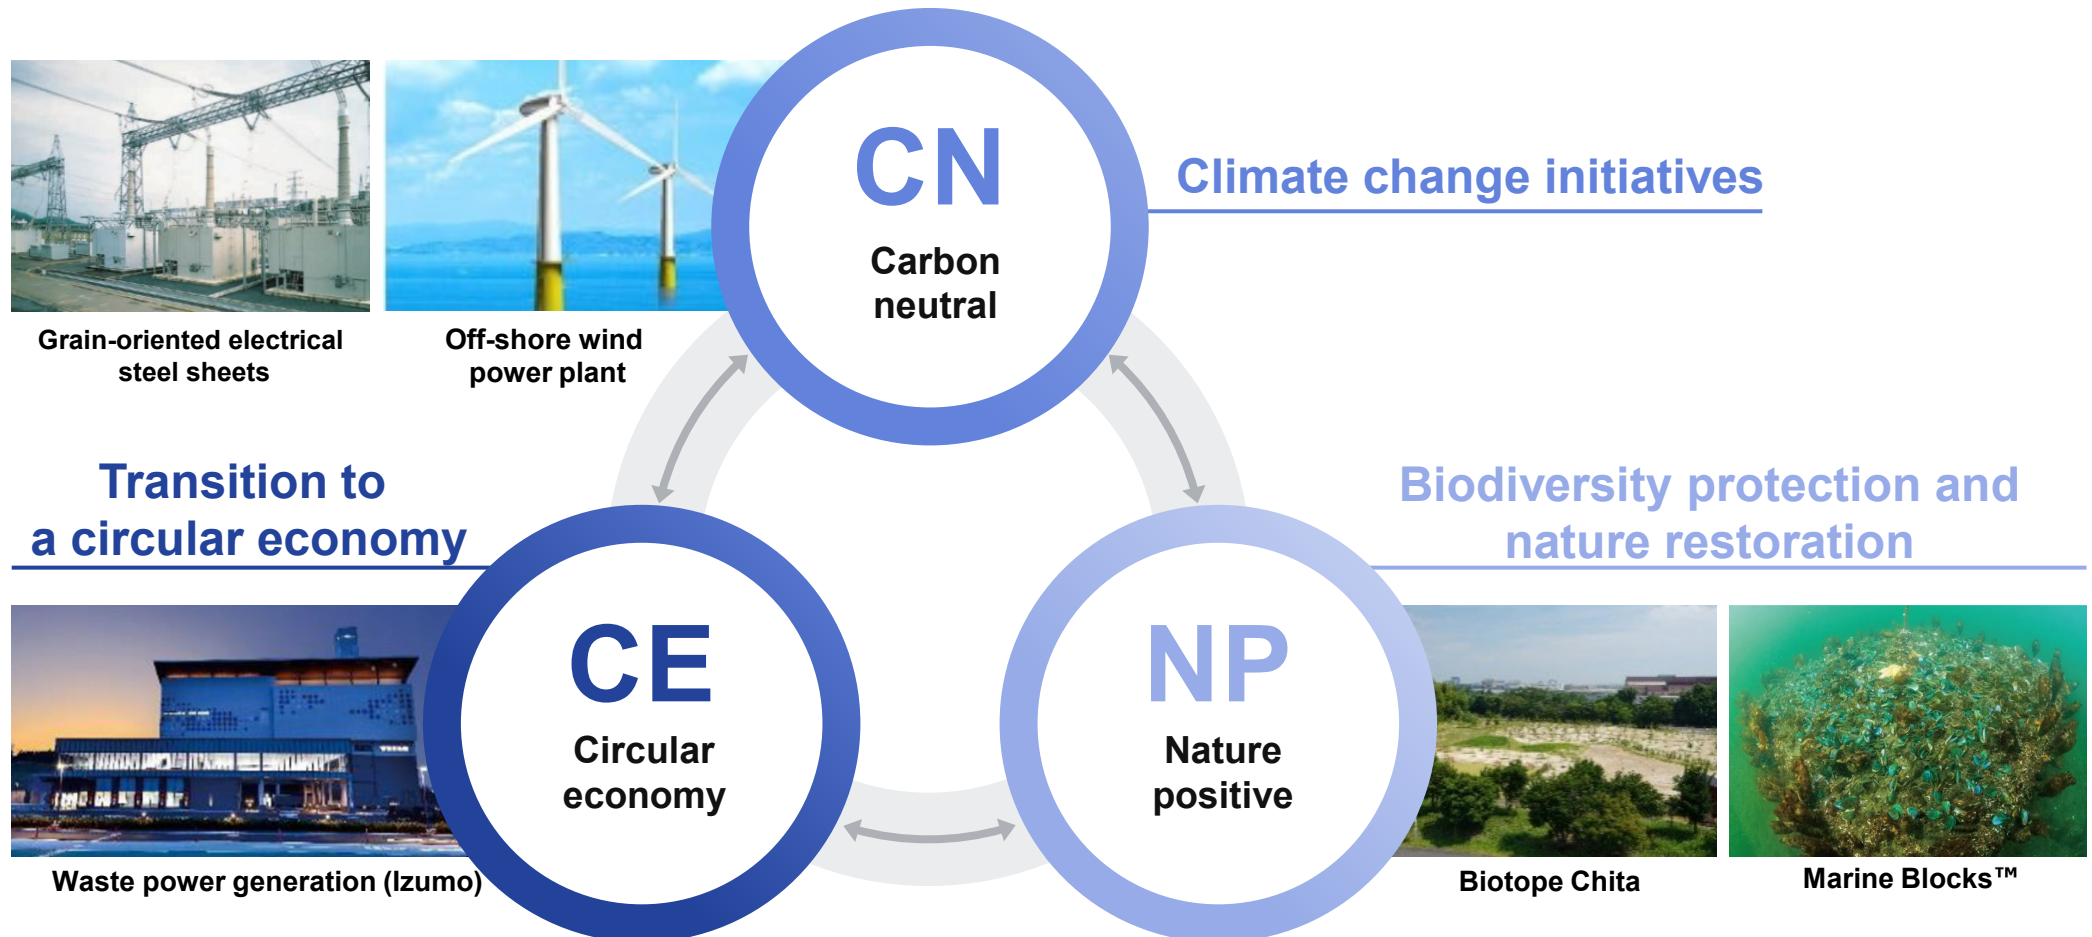 CN
Carbon
neutral
Climate change initiatives
Grain-oriented electrical
steel sheets
Off-shore wind
power plant
Transition to
a circular economy
CE
Circular
economy
Waste power generation (Izumo)
Biodiversity protection and
nature restoration
NP
Nature
positive
Biotope Chita
Marine Blocks™